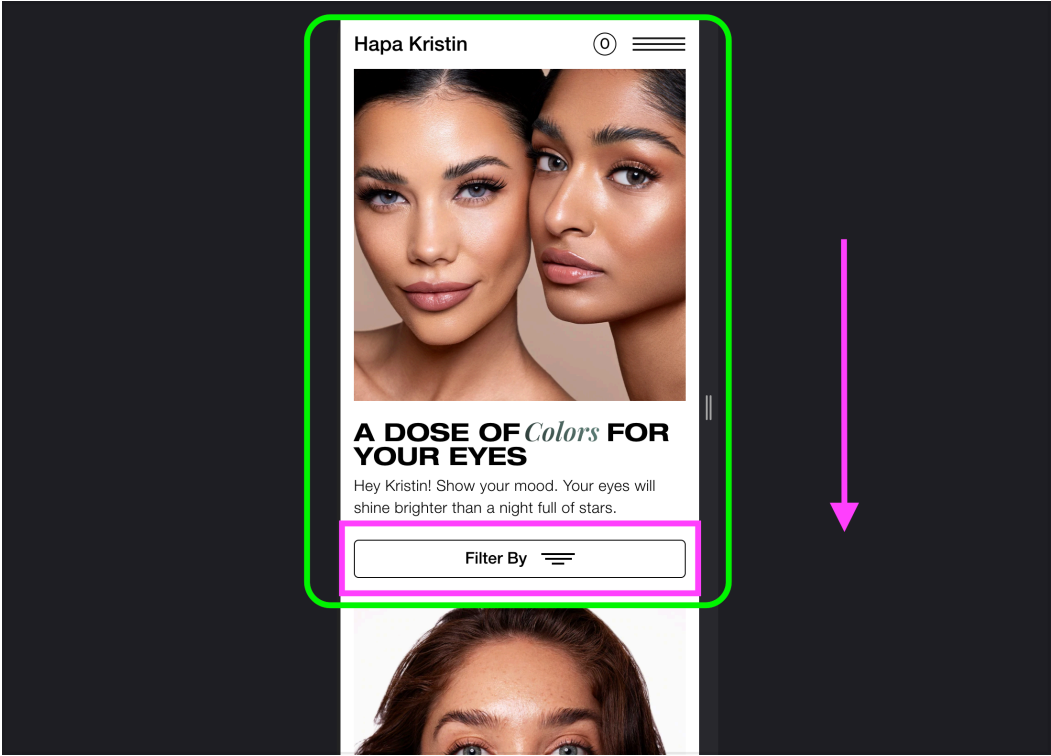 Hapa Kristin
0
A DOSE OF Colors FOR
YOUR EYES
Hey Kristin! Show your mood. Your eyes will
shine brighter than a night full of stars.
Filter By